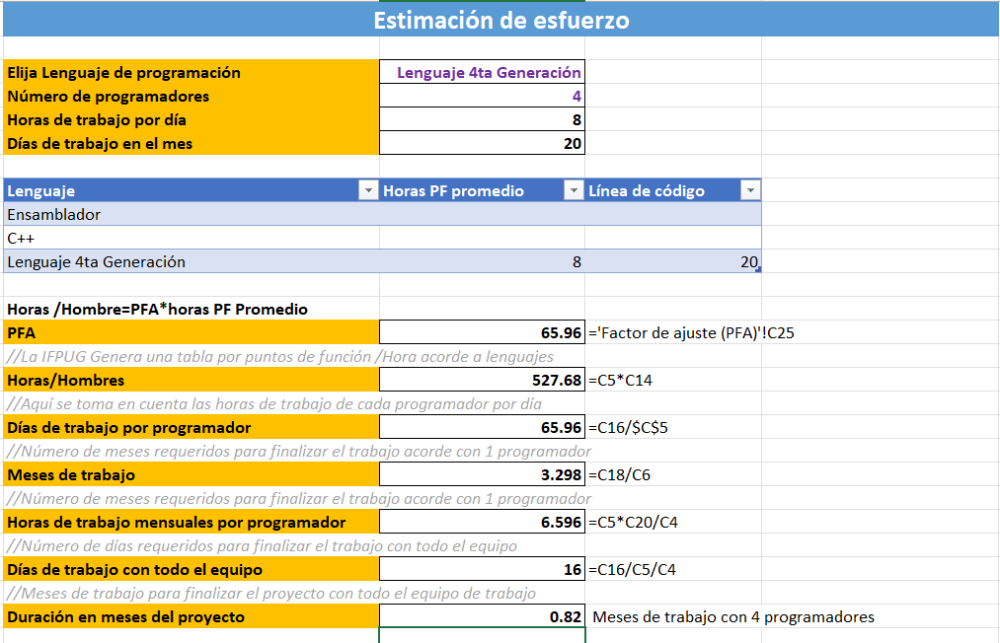 Estimación de esfuerzo
Elija Lenguaje de programación Lenguaje 4ta Generación
Número de programadores 4
Horas de trabajo por día 8
Días de trabajo en el mes 20
Lenguaje Horas PF promedio Línea de código
Ensamblador
C++
Lenguaje 4ta Generación 8 20
Horas /Hombre=PFA*horas PF Promedio
PFA 65.96 ='Factor de ajuste (PFA)'!C25
//La IFPUG Genera una tabla por puntos de función /Hora acorde a lenguajes
Horas/Hombres 527.68 =C5*C14
//Aquí se toma en cuenta las horas de trabajo de cada programador por día
Días de trabajo por programador 65.96 =C16/$C$5
//Número de meses requeridos para finalizar el trabajo acorde con 1 programador
Meses de trabajo 3.298 =C18/C6
//Número de meses requeridos para finalizar el trabajo acorde con 1 programador
Horas de trabajo mensuales por programador 6.596 =C5*C20/C4
//Número de días requeridos para finalizar el trabajo con todo el equipo
Días de trabajo con todo el equipo 16 =C16/C5/C4
//Meses de trabajo para finalizar el proyecto con todo el equipo de trabajo
Duración en meses del proyecto 0.82 Meses de trabajo con 4 programadores